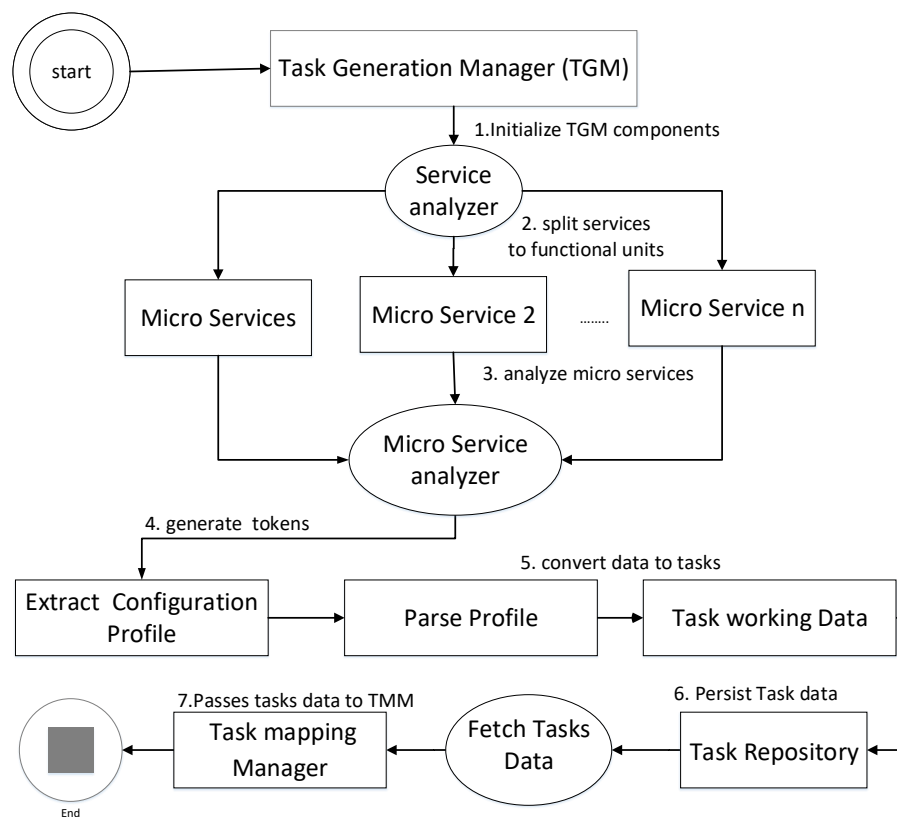 start
Task Generation Manager (TGM)
1.Initialize TGM components
Service
analyzer
2. split services
to functional units
Micro Services
Micro Service 2
........
Micro Service n
3. analyze micro services
Micro Service
analyzer
4. generate  tokens
5. convert data to tasks
Extract  Configuration
Profile
Parse Profile
Task working Data
7.Passes tasks data to TMM
6. Persist Task data
Task mapping
Manager
Fetch Tasks
Data
Task Repository
End